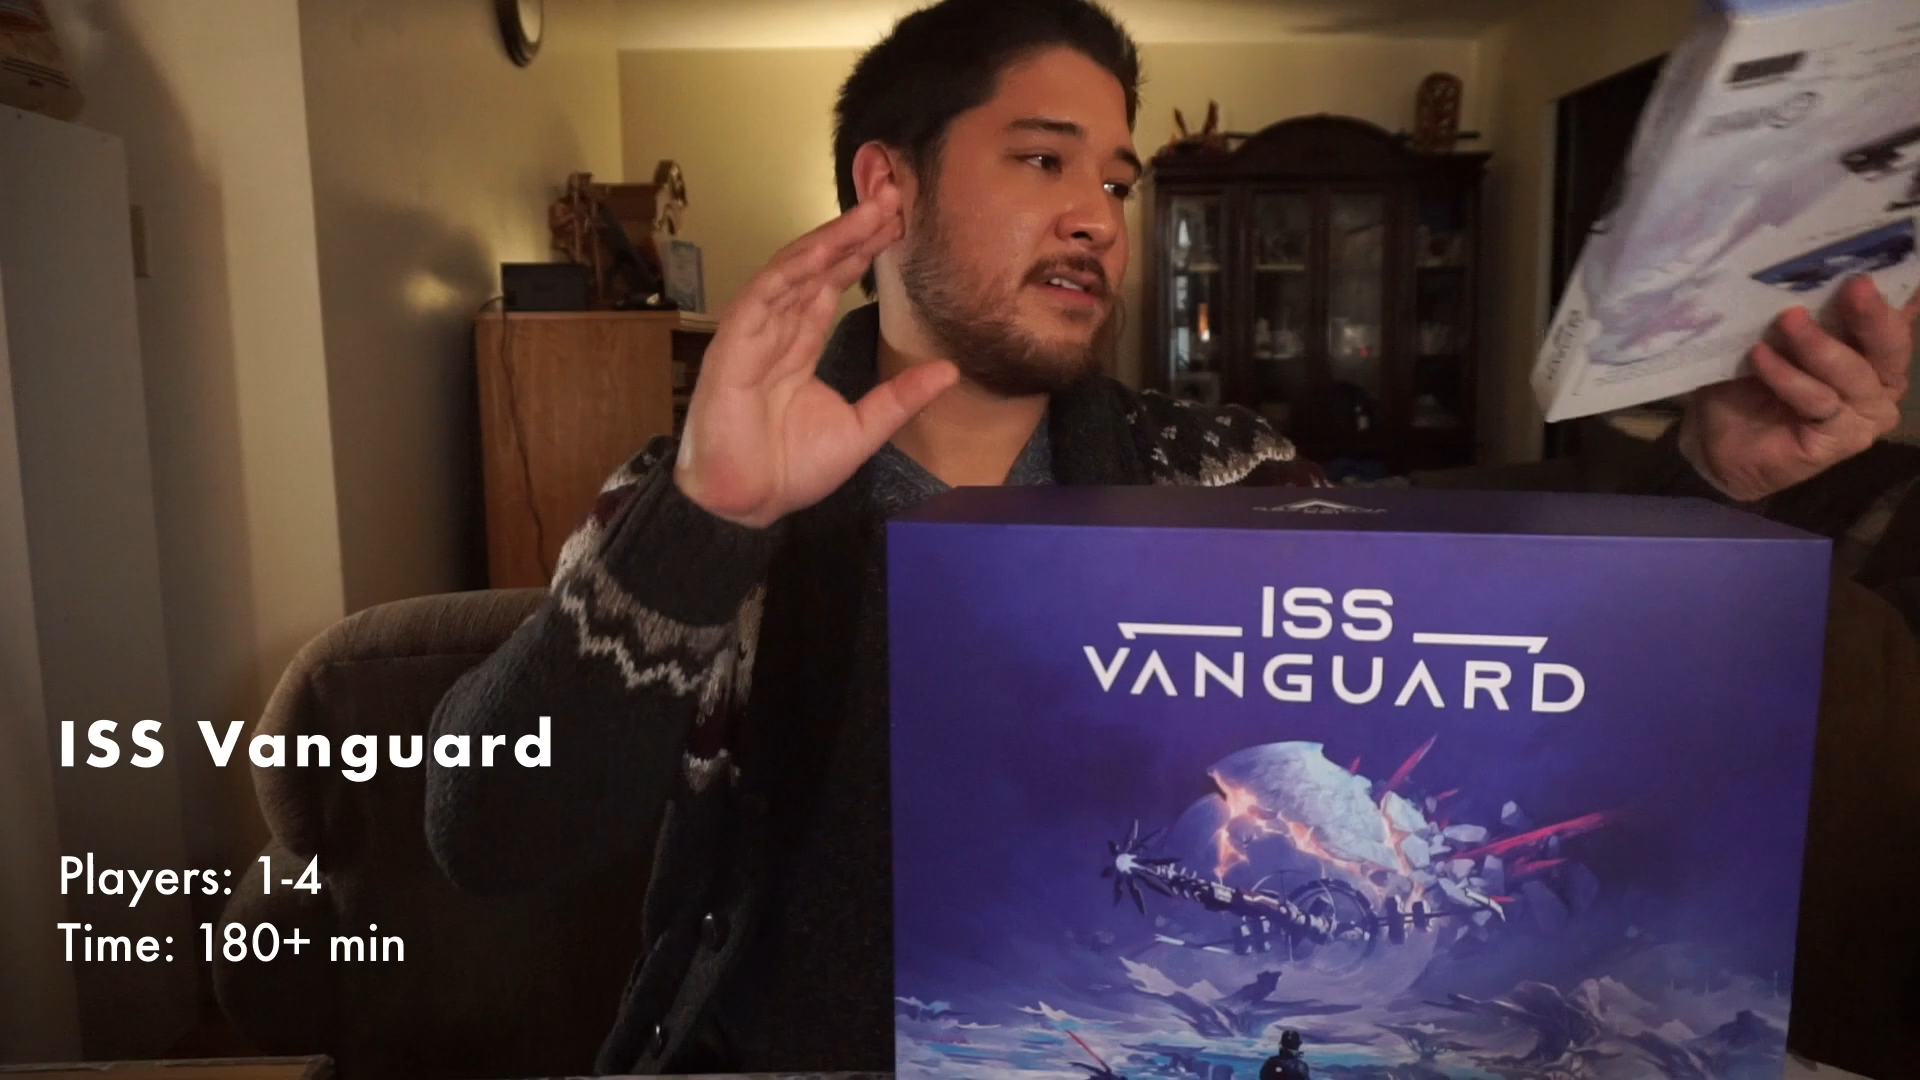 ISS
VANGUARD
ISS Vanguard
Players: 1-4
Time: 180+ min